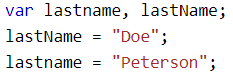 var lastname, lastName;
lastName = "Doe";
lastname = "Peterson";